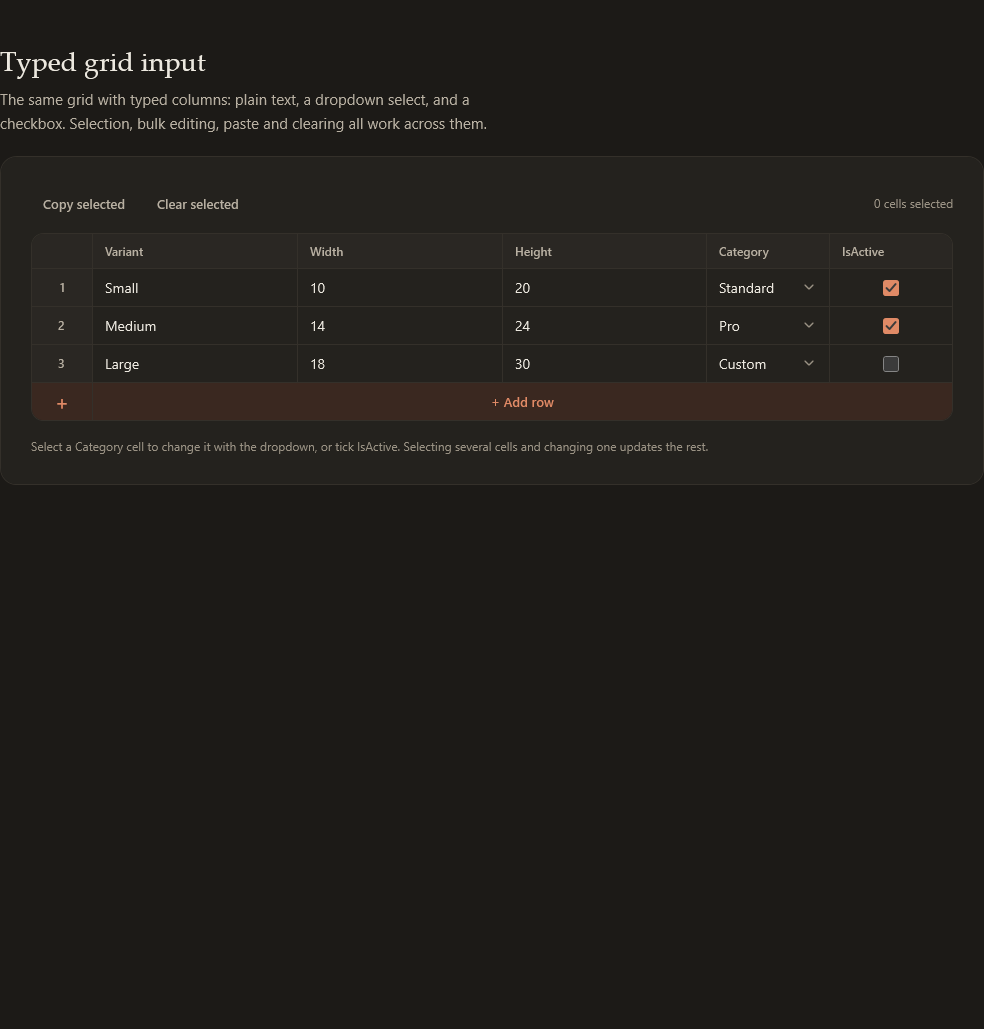 Typed grid input
The same grid with typed columns: plain text, a dropdown select, and a
checkbox. Selection, bulk editing, paste and clearing all work across them.
Copy selected Clear selected 0 cells selected
Variant Width Height Category IsActive
1 Small 10 20 Standard
2 Medium 14 24 Pro
3 Large 18 30 Custom
+ + Add row
Select a Category cell to change it with the dropdown, or tick IsActive. Selecting several cells and changing one updates the rest.